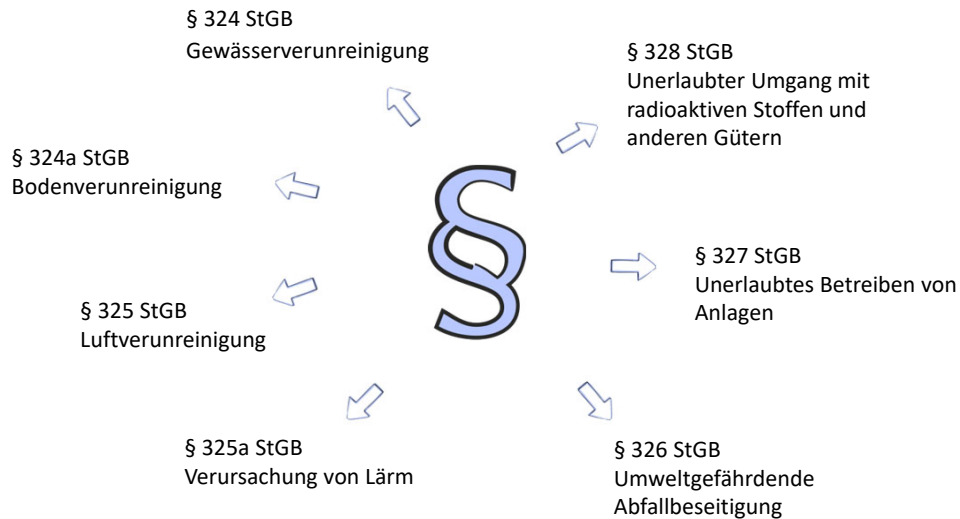 § 324 StGB
Gewässerverunreinigung
§ 328 StGB
Unerlaubter Umgang mit
radioaktiven Stoffen und
anderen Gütern
§ 324a StGB
Bodenverunreinigung
§
§ 327 StGB
Unerlaubtes Betreiben von
Anlagen
§ 325 StGB
Luftverunreinigung
§ 325a StGB
Verursachung von Lärm
§ 326 StGB
Umweltgefährdende
Abfallbeseitigung